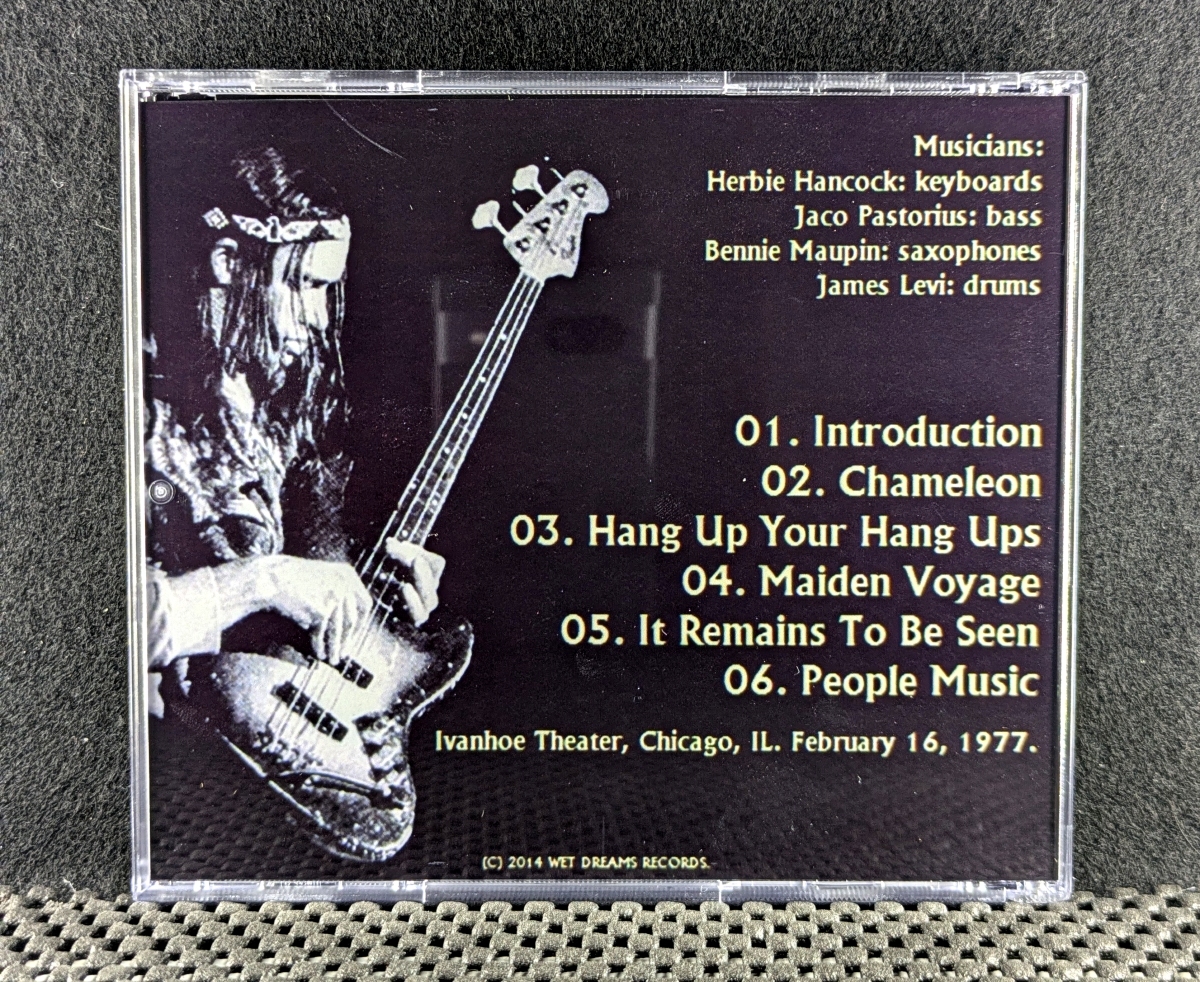 Musicians:
Herbie Hancock: keyboards
Jaco Pastorius: bass
Bennie Maupin: saxophones
James Levi: drums
01. Introduction
02. Chameleon
03. Hang Up Your Hang Ups
04. Maiden Voyage
05. It Remains To Be Seen
06. People Music
Ivanhoe Theater, Chicago, IL. February 16, 1977.
(C) 2014 WET DREAMS RECORDS.